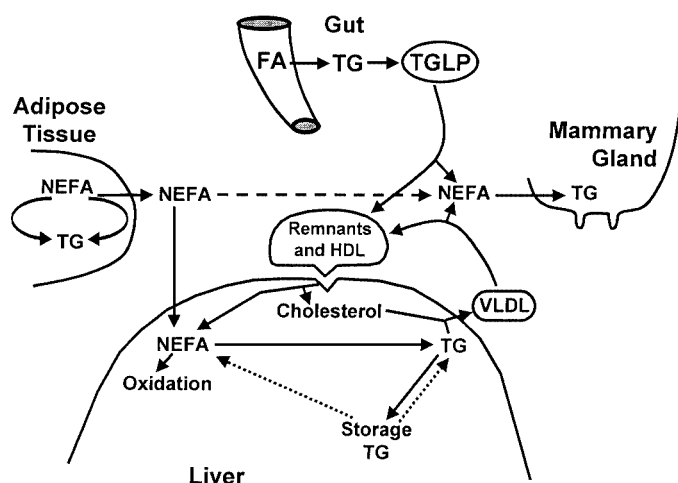 Gut
FA TG TGLP
Adipose
Tissue
Mammary
Gland
NEFA NEFA NEFA TG
TG
Remnants
and HDL
Cholesterol VLDL
NEFA TG
Oxidation
Storage
TG
Liver